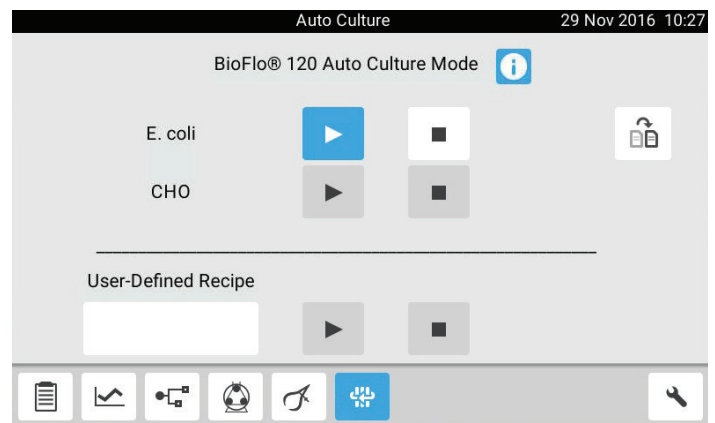 Auto Culture 29 Nov 2016 10:27
BioFlo® 120 Auto Culture Mode
E. coli
CHO
User-Defined Recipe